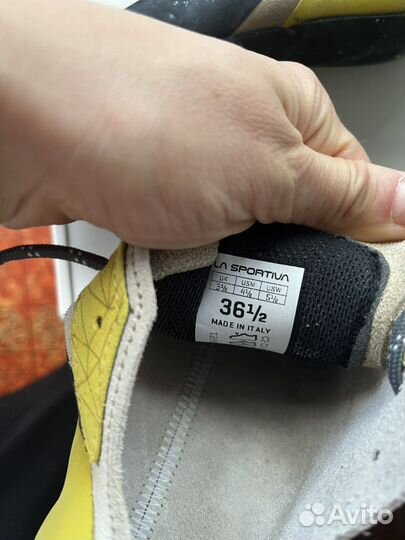 LA SPORTIVA
UK USM USW
3½ 4½ 5½
36½
MADE IN ITALY
Avito